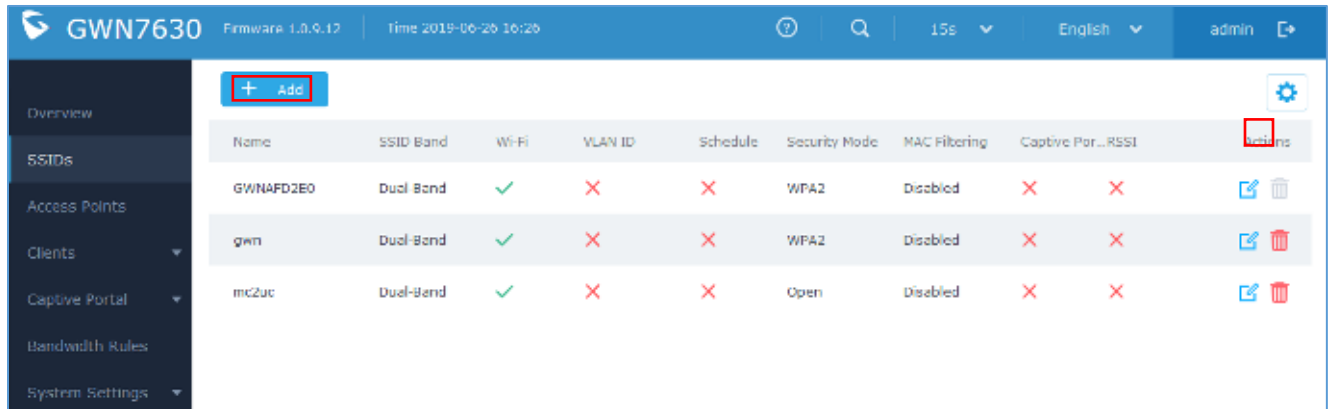 GWN7630 Firmware 1.0.9.12 Time 2019-06-26 16:26 15s English admin
+ Add
Overview
SSIDs
Access Points
Clients
Captive Portal
Bandwidth Rules
System Settings
Name SSID Band Wi-Fi VLAN ID Schedule Security Mode MAC Filtering Captive Por... RSSI Actions
GWNAFD2E0 Dual-Band WPA2 Disabled
gwn Dual-Band WPA2 Disabled
mc2uc Dual-Band Open Disabled